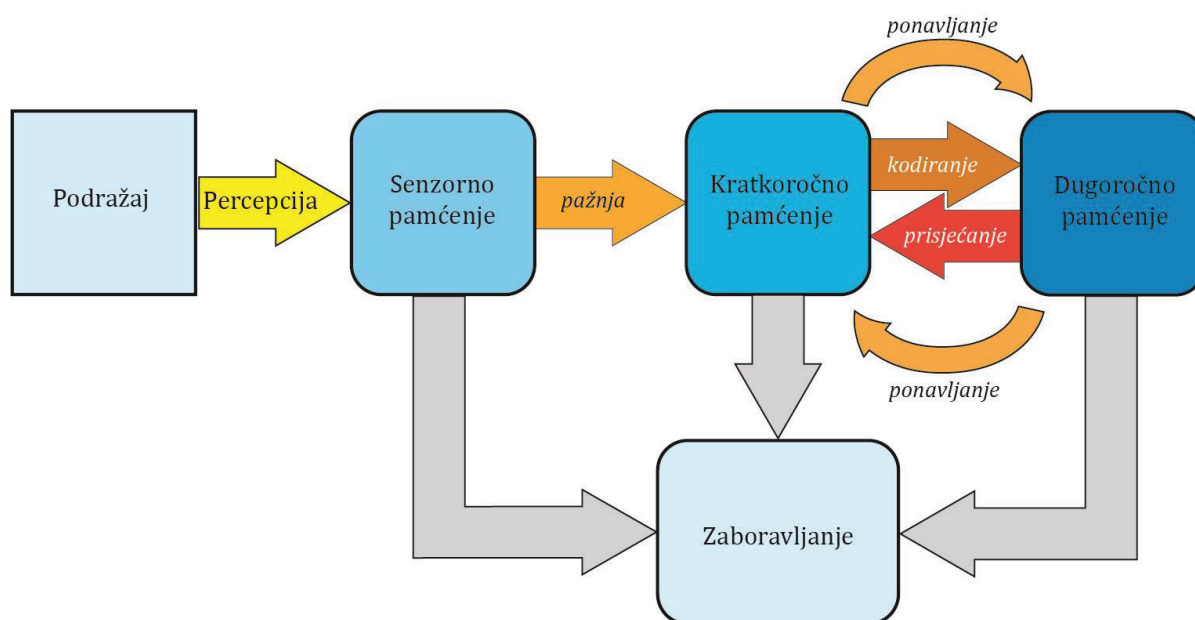 ponavljanje
Podražaj
Percepcija
Senzorno
pamćenje
pažnja
Kratkoročno
pamćenje
kodiranje
prisjećanje
Dugoročno
pamćenje
ponavljanje
Zaboravljanje